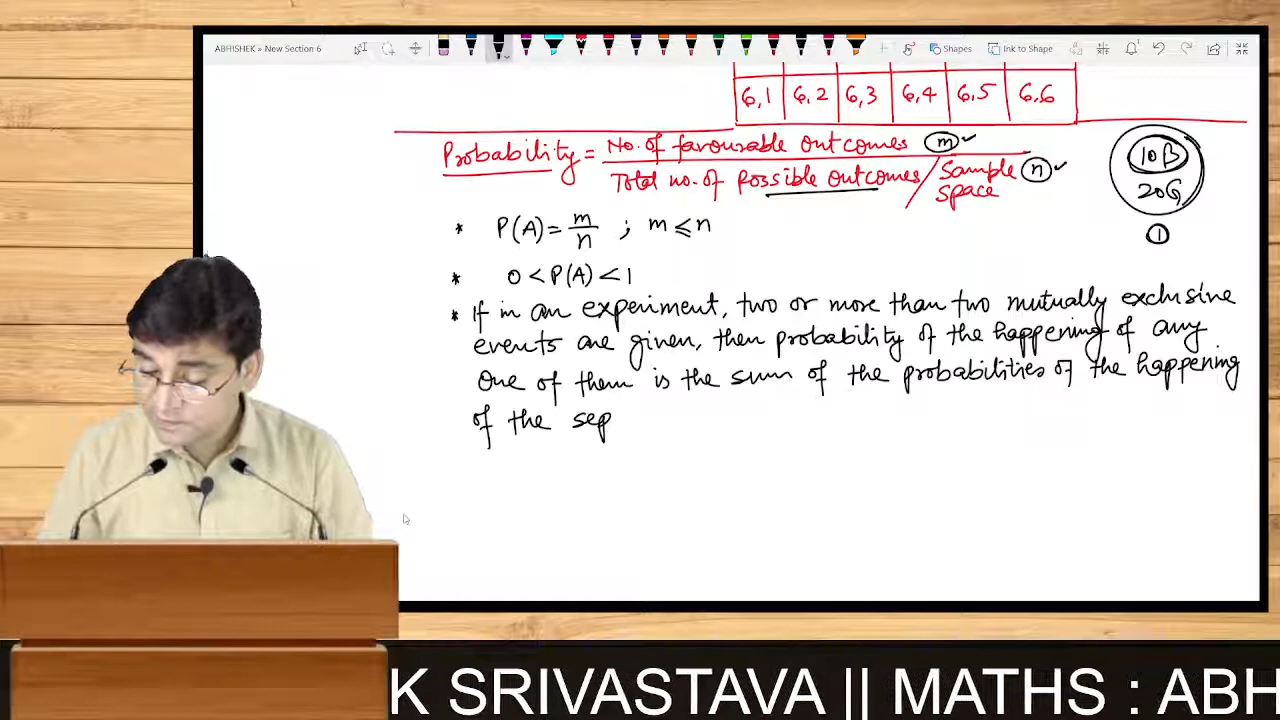 ABHISHEK » New Section 6
Shapes
Ink to Shape
6,1 6,2 6,3 6,4 6,5 6.6
Probability = No. of favourable outcomes m
Total no. of possible outcomes / Sample space n
10B
20G
1
* P(A) = m/n ; m ⩽ n
* 0 < P(A) < 1
* If in an experiment, two or more than two mutually exclusive
events are given, then probability of the happening of any
One of them is the sum of the probabilities of the happening
of the sep
K SRIVASTAVA || MATHS : ABH